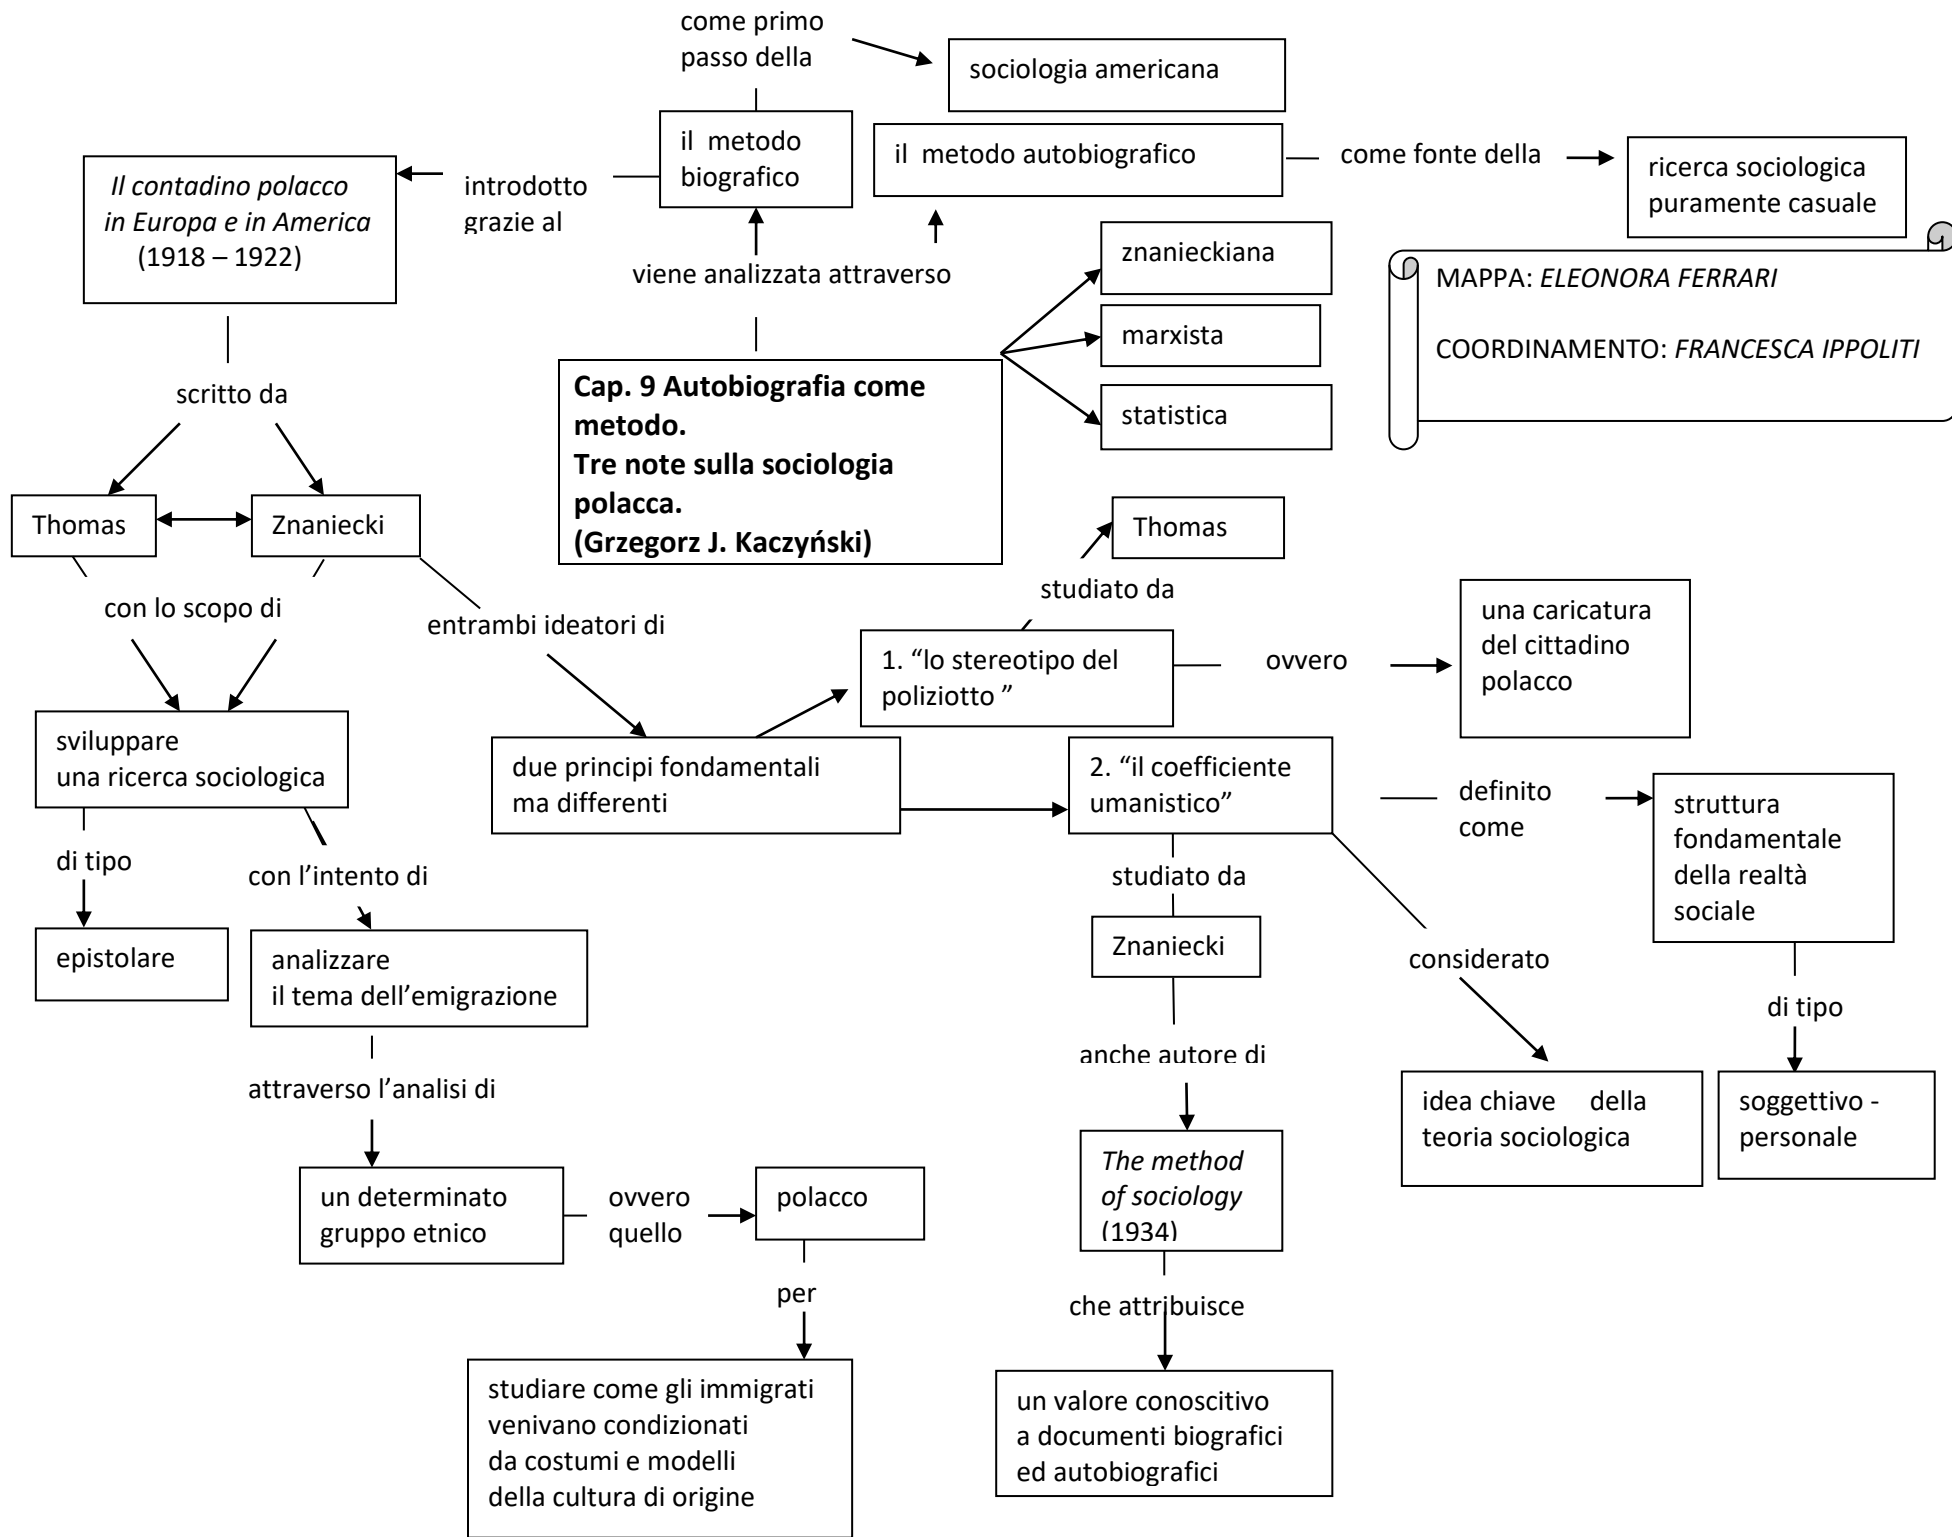 come primo
passo della
sociologia americana
il metodo
biografico
il metodo autobiografico
come fonte della
ricerca sociologica
puramente casuale
introdotto
grazie al
Il contadino polacco
in Europa e in America
(1918 – 1922)
viene analizzata attraverso
znanieckiana
marxista
statistica
MAPPA: ELEONORA FERRARI
COORDINAMENTO: FRANCESCA IPPOLITI
Cap. 9 Autobiografia come
metodo.
Tre note sulla sociologia
polacca.
(Grzegorz J. Kaczyński)
scritto da
Thomas
Znaniecki
con lo scopo di
entrambi ideatori di
Thomas
studiato da
1. “lo stereotipo del
poliziotto ”
ovvero
una caricatura
del cittadino
polacco
sviluppare
una ricerca sociologica
due principi fondamentali
ma differenti
2. “il coefficiente
umanistico”
definito
come
struttura
fondamentale
della realtà
sociale
di tipo
con l’intento di
studiato da
epistolare
analizzare
il tema dell’emigrazione
Znaniecki
considerato
di tipo
attraverso l’analisi di
anche autore di
idea chiave della
teoria sociologica
soggettivo -
personale
un determinato
gruppo etnico
ovvero
quello
polacco
The method
of sociology
(1934)
per
che attribuisce
studiare come gli immigrati
venivano condizionati
da costumi e modelli
della cultura di origine
un valore conoscitivo
a documenti biografici
ed autobiografici